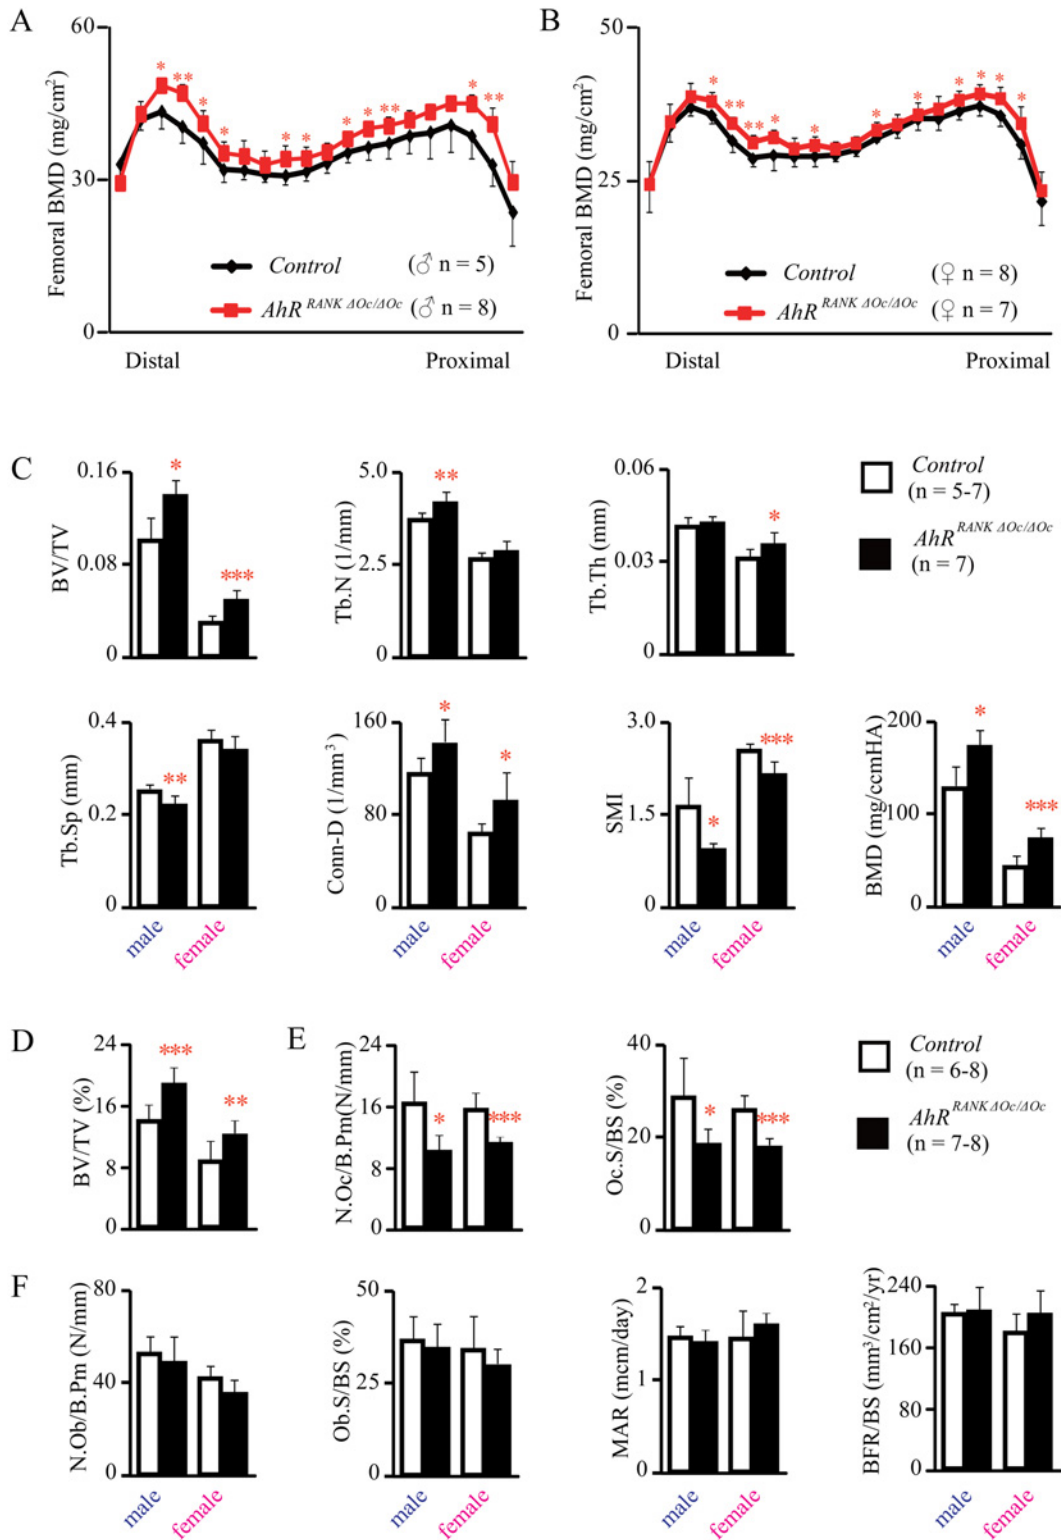 A
60
30
0
Femoral BMD (mg/cm²)
* ** * * * * * * ** * **
Control (♂ n = 5)
AhR RANK ΔOc/ΔOc (♂ n = 8)
Distal Proximal
B
50
25
0
Femoral BMD (mg/cm²)
* ** ** * * * * * * * *
Control (♀ n = 8)
AhR RANK ΔOc/ΔOc (♀ n = 7)
Distal Proximal
C
BV/TV
0.16
0.08
0
* ***
Tb.N (1/mm)
5.0
2.5
0
**
Tb.Th (mm)
0.06
0.03
0
*
Control
(n = 5-7)
AhR RANK ΔOc/ΔOc
(n = 7)
Tb.Sp (mm)
0.4
0.2
0
**
male female
Conn-D (1/mm³)
160
80
0
* *
male female
SMI
3.0
1.5
0
* ***
male female
BMD (mg/ccmHA)
200
100
0
* ***
male female
D
BV/TV (%)
24
16
8
0
*** **
E
N.Oc/B.Pm(N/mm)
24
16
8
0
* ***
Oc.S/BS (%)
40
20
0
* ***
Control
(n = 6-8)
AhR RANK ΔOc/ΔOc
(n = 7-8)
F
N.Ob/B.Pm (N/mm)
80
40
0
male female
Ob.S/BS (%)
50
25
0
male female
MAR (mcm/day)
2
1
0
male female
BFR/BS (mm³/cm²/yr)
240
160
80
0
male female